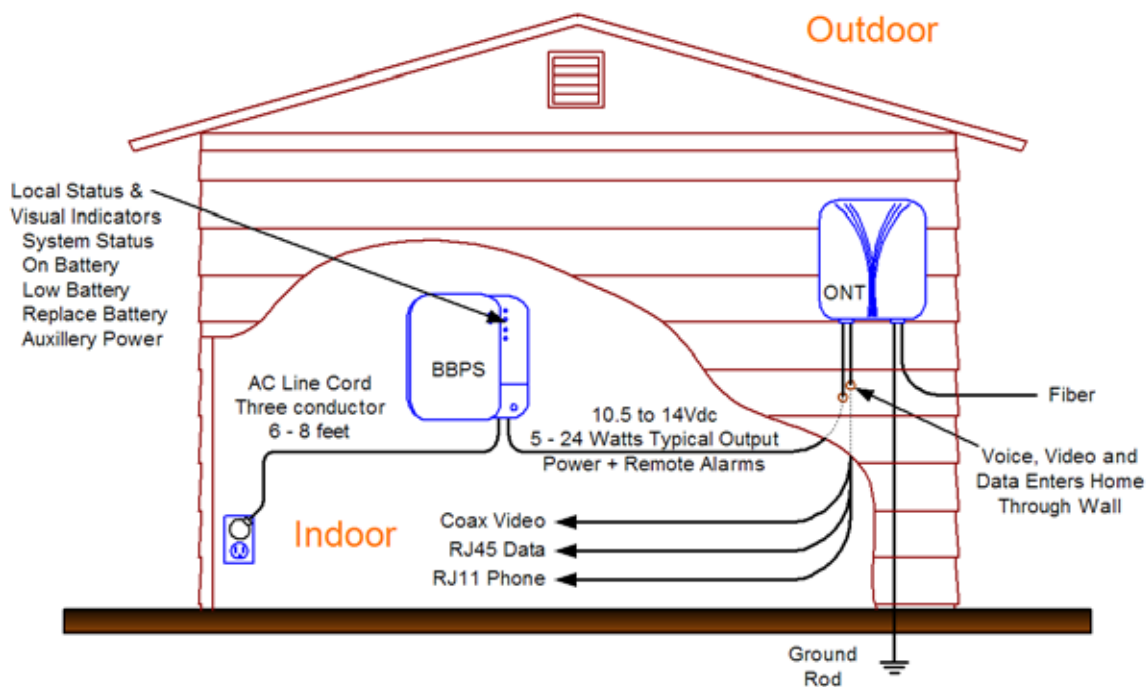 Outdoor
Local Status &
Visual Indicators
System Status
On Battery
Low Battery
Replace Battery
Auxillery Power
ONT
BBPS
AC Line Cord
Three conductor
6 - 8 feet
10.5 to 14Vdc
5 - 24 Watts Typical Output
Power + Remote Alarms
Fiber
Voice, Video and
Data Enters Home
Through Wall
Indoor
Coax Video
RJ45 Data
RJ11 Phone
Ground
Rod